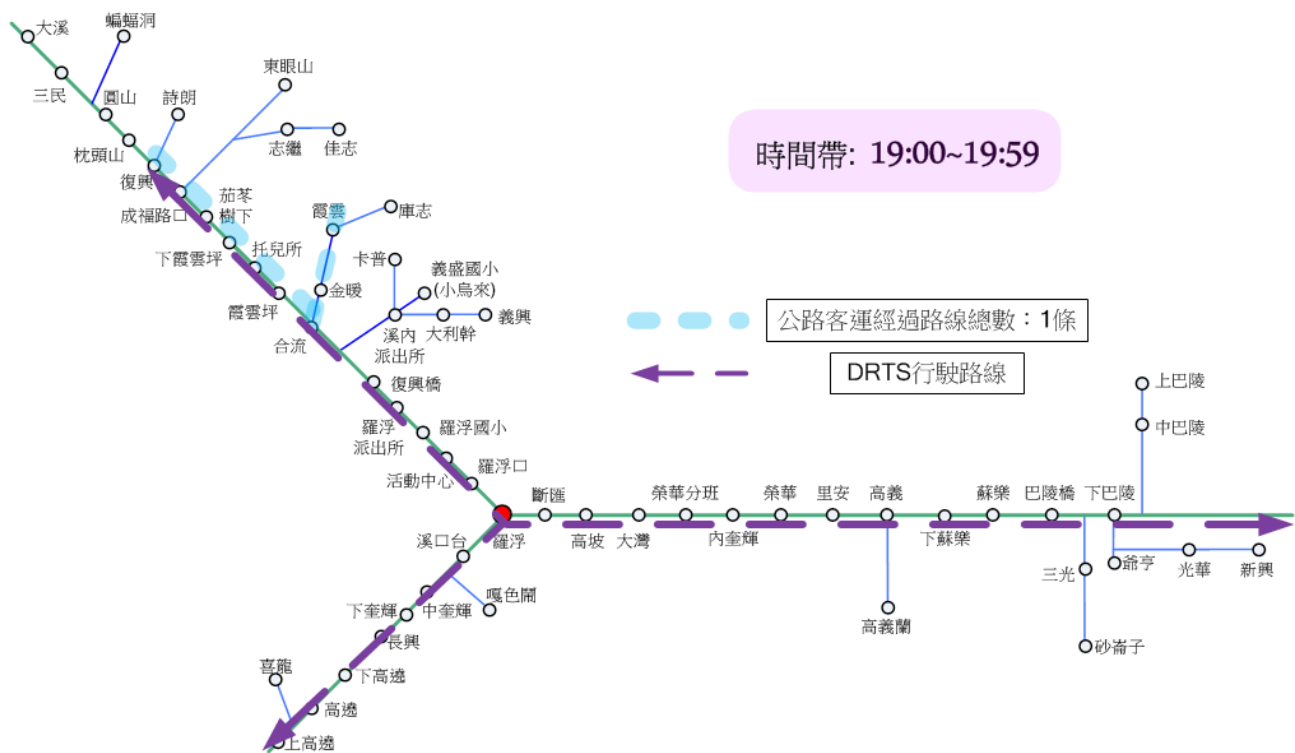 大溪
蝙蝠洞
三民
圓山
詩朗
東眼山
枕頭山
志繼
佳志
時間帶: 19:00~19:59
復興
成福路口
茄苳
樹下
下霞雲坪
托兒所
霞雲
庫志
卡普
義盛國小
(小烏來)
霞雲坪
金暖
合流
溪內
派出所
大利幹
義興
公路客運經過路線總數：1條
DRTS行駛路線
復興橋
羅浮
派出所
羅浮國小
活動中心
羅浮口
上巴陵
中巴陵
斷匯
榮華分班
榮華
里安
高義
蘇樂
巴陵橋
下巴陵
羅浮
高坡
大灣
內奎輝
下蘇樂
溪口台
三光
爺亨
光華
新興
下奎輝
中奎輝
嘎色鬧
高義蘭
長興
砂崙子
喜龍
下高遶
高遶
上高遶